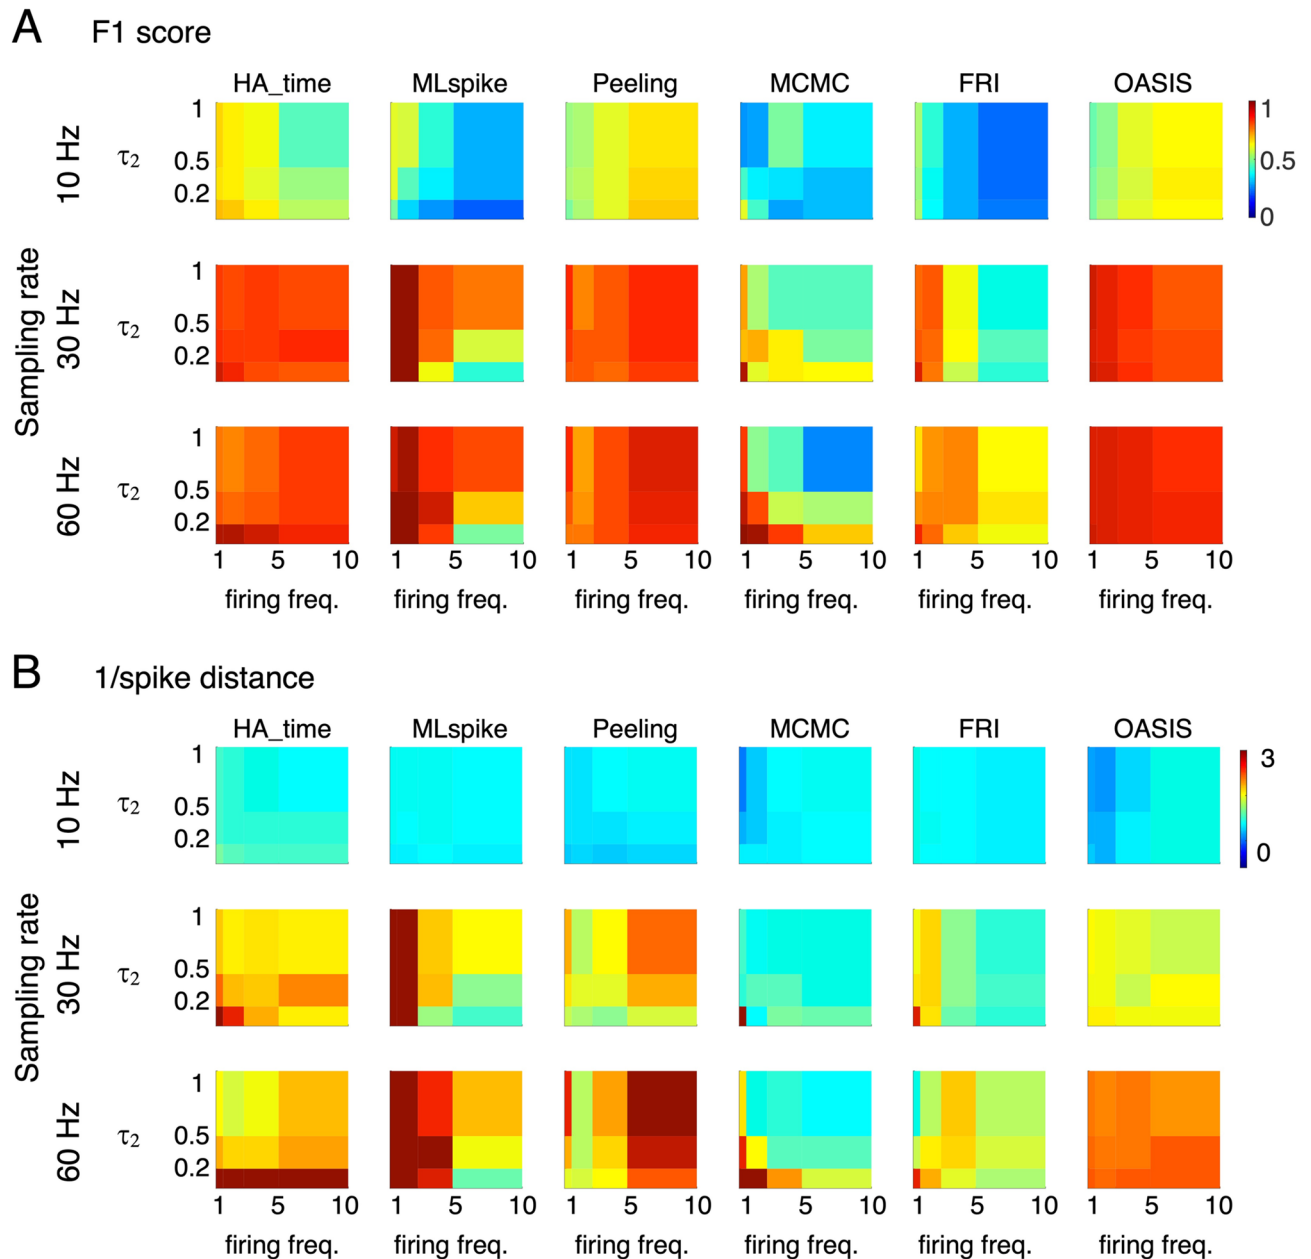 A F1 score
HA_time MLspike Peeling MCMC FRI OASIS
Sampling rate
10 Hz
τ2
1
0.5
0.2
1
0.5
0
30 Hz
τ2
1
0.5
0.2
60 Hz
τ2
1
0.5
0.2
1 5 10 1 5 10 1 5 10 1 5 10 1 5 10 1 5 10
firing freq. firing freq. firing freq. firing freq. firing freq. firing freq.
B 1/spike distance
HA_time MLspike Peeling MCMC FRI OASIS
Sampling rate
10 Hz
τ2
1
0.5
0.2
3
2
0
30 Hz
τ2
1
0.5
0.2
60 Hz
τ2
1
0.5
0.2
1 5 10 1 5 10 1 5 10 1 5 10 1 5 10 1 5 10
firing freq. firing freq. firing freq. firing freq. firing freq. firing freq.